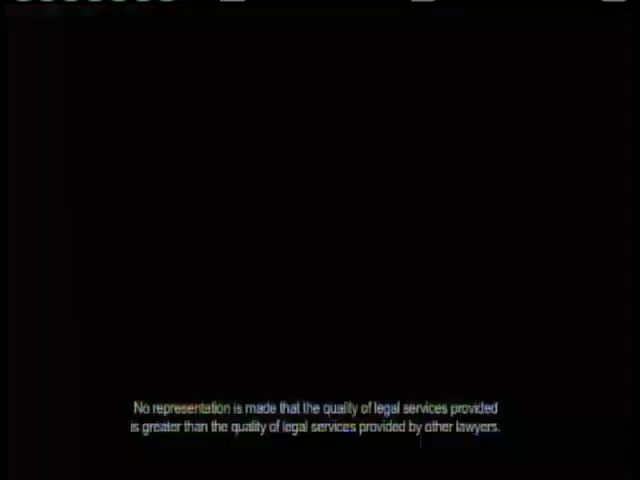 No representation is made that the quality of legal services provided
is greater than the quality of legal services provided by other lawyers.